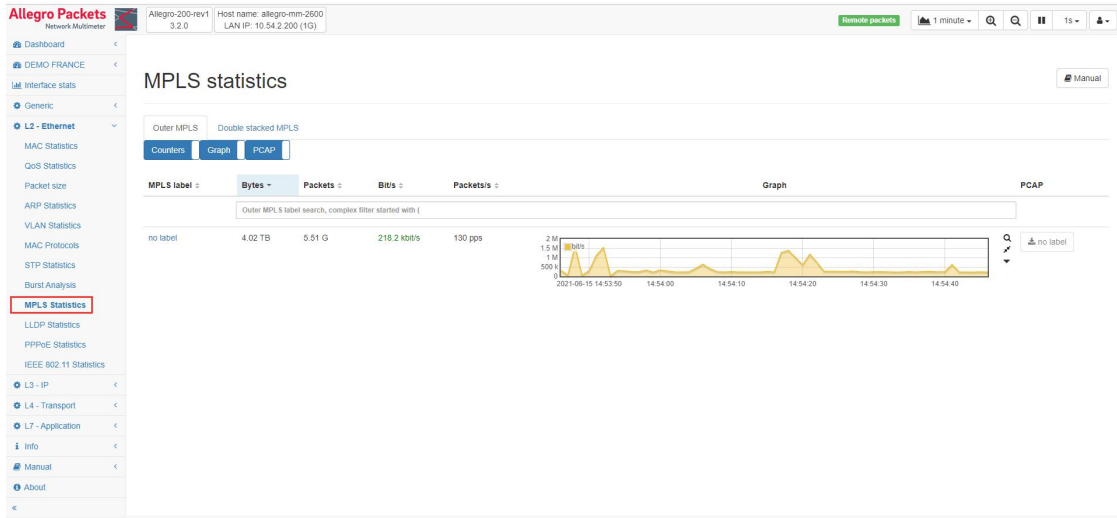 Allegro Packets
Network Multimeter
Allegro-200-rev1
3.2.0
Host name: allegro-mm-2600
LAN IP: 10.54.2.200 (1G)
Remote packets
1 minute
1s
Dashboard
DEMO FRANCE
Interface stats
Generic
L2 - Ethernet
MAC Statistics
QoS Statistics
Packet size
ARP Statistics
VLAN Statistics
MAC Protocols
STP Statistics
Burst Analysis
MPLS Statistics
LLDP Statistics
PPPoE Statistics
IEEE 802.11 Statistics
L3 - IP
L4 - Transport
L7 - Application
Info
Manual
About
«
MPLS statistics
Manual
Outer MPLS Double stacked MPLS
Counters Graph PCAP
MPLS label Bytes Packets Bit/s Packets/s Graph PCAP
Outer MPLS label search, complex filter started with (
no label 4.02 TB 5.51 G 218.2 kbit/s 130 pps
2 M
1.5 M
1 M
500 k
0
bit/s
2021-06-15 14:53:50 14:54:00 14:54:10 14:54:20 14:54:30 14:54:40
no label